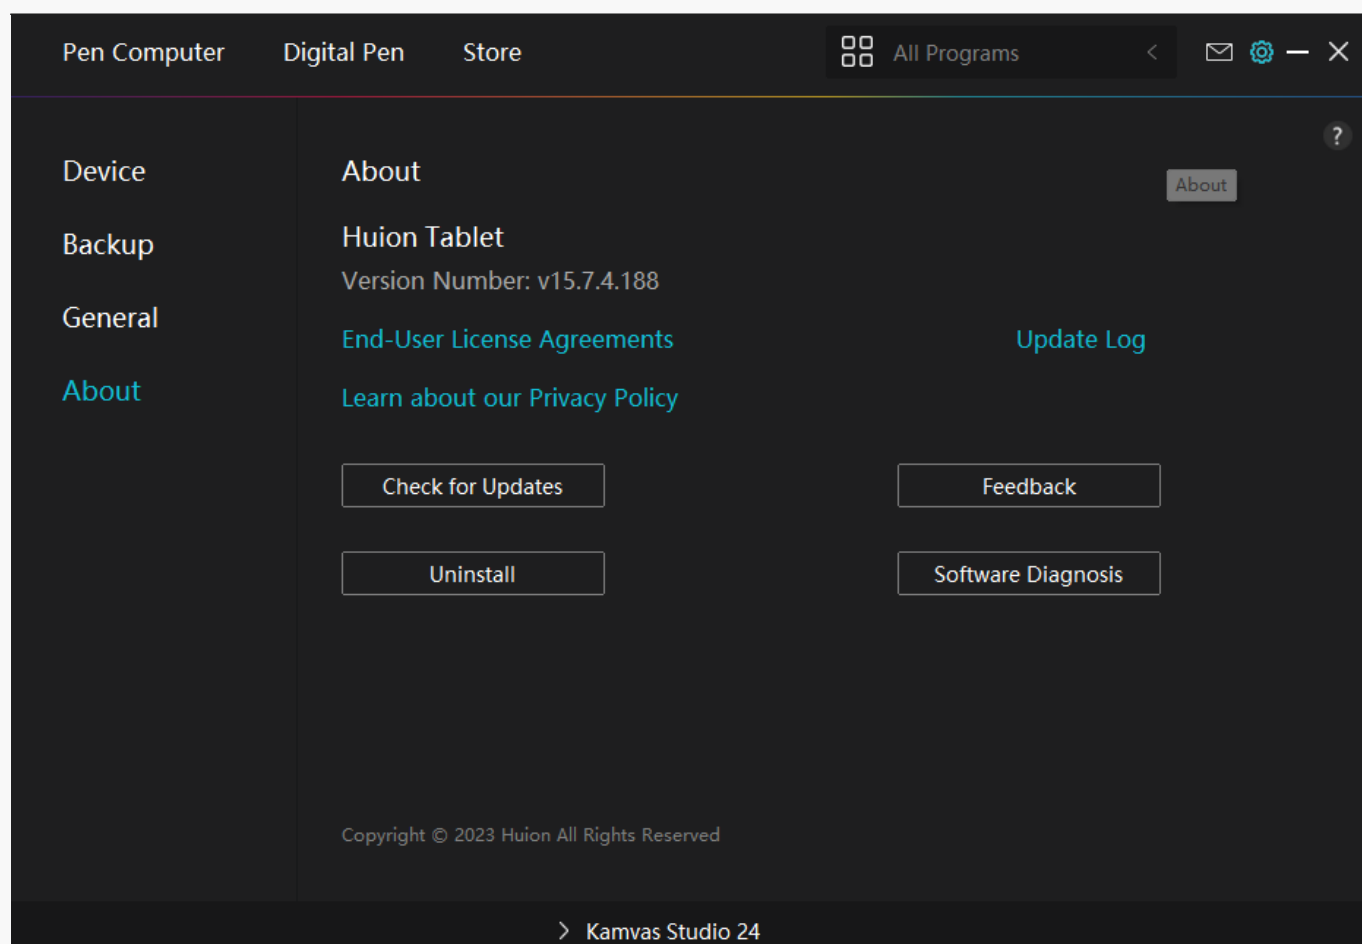 Pen Computer Digital Pen Store All Programs
?
Device
Backup
General
About
About
About
Huion Tablet
Version Number: v15.7.4.188
End-User License Agreements Update Log
Learn about our Privacy Policy
Check for Updates Feedback
Uninstall Software Diagnosis
Copyright © 2023 Huion All Rights Reserved
Kamvas Studio 24